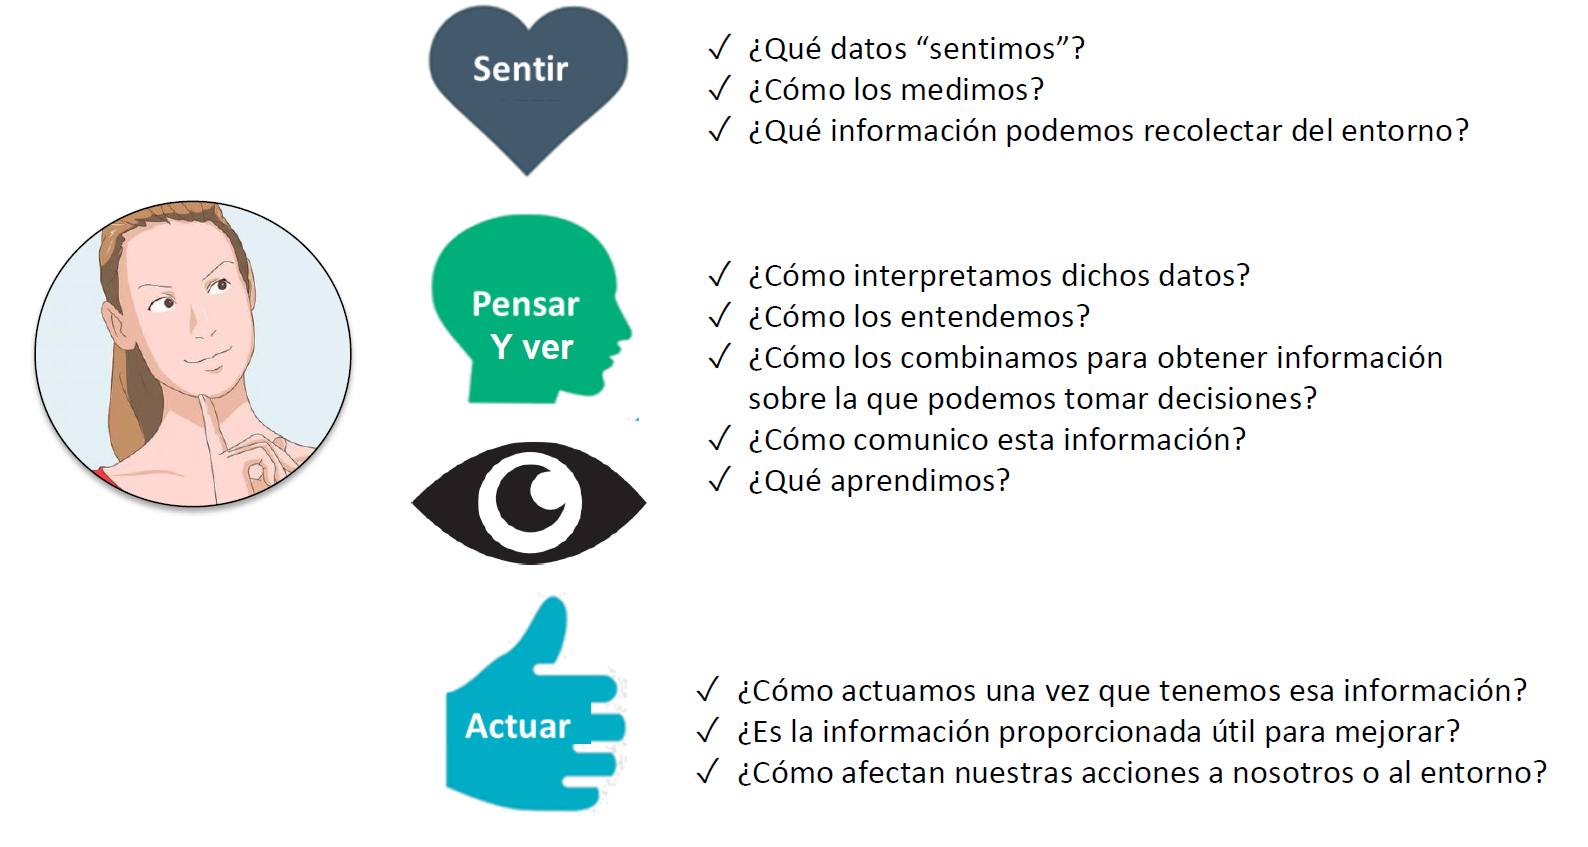 Sentir
✓ ¿Qué datos “sentimos”?
✓ ¿Cómo los medimos?
✓ ¿Qué información podemos recolectar del entorno?
Pensar
Y ver
✓ ¿Cómo interpretamos dichos datos?
✓ ¿Cómo los entendemos?
✓ ¿Cómo los combinamos para obtener información
sobre la que podemos tomar decisiones?
✓ ¿Cómo comunico esta información?
✓ ¿Qué aprendimos?
Actuar
✓ ¿Cómo actuamos una vez que tenemos esa información?
✓ ¿Es la información proporcionada útil para mejorar?
✓ ¿Cómo afectan nuestras acciones a nosotros o al entorno?